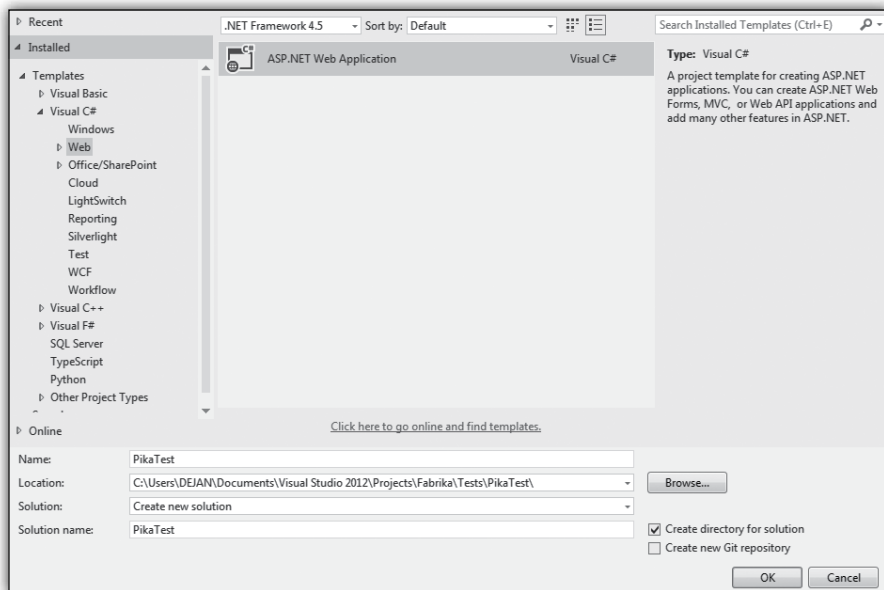 Recent
Installed
Templates
Visual Basic
Visual C#
Windows
Web
Office/SharePoint
Cloud
LightSwitch
Reporting
Silverlight
Test
WCF
Workflow
Visual C++
Visual F#
SQL Server
TypeScript
Python
Other Project Types
Online
.NET Framework 4.5
Sort by: Default
ASP.NET Web Application Visual C#
Click here to go online and find templates.
Search Installed Templates (Ctrl+E)
Type: Visual C#
A project template for creating ASP.NET
applications. You can create ASP.NET Web
Forms, MVC, or Web API applications and
add many other features in ASP.NET.
Name: PikaTest
Location: C:\Users\DEJAN\Documents\Visual Studio 2012\Projects\Fabrika\Tests\PikaTest\
Browse...
Solution: Create new solution
Solution name: PikaTest
Create directory for solution
Create new Git repository
OK Cancel